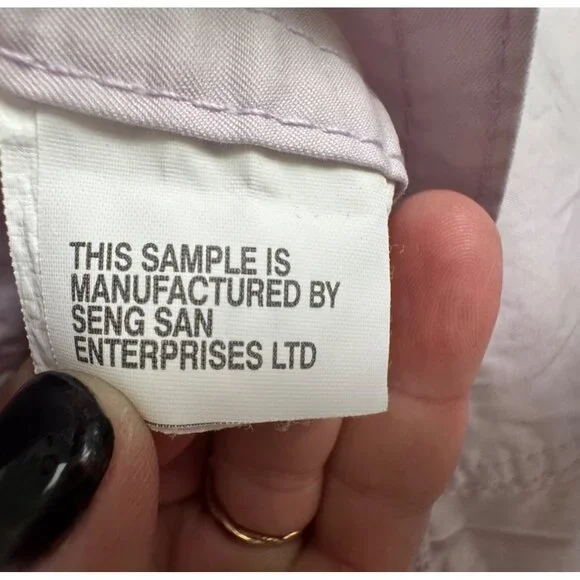 THIS SAMPLE IS
MANUFACTURED BY
SENG SAN
ENTERPRISES LTD